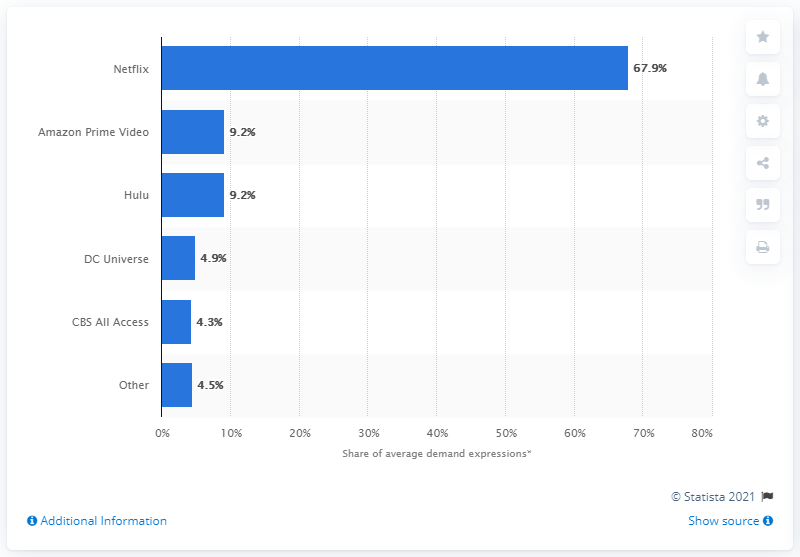 Netflix 67.9%
Amazon Prime Video 9.2%
Hulu 9.2%
DC Universe 4.9%
CBS All Access 4.3%
Other 4.5%
0% 10% 20% 30% 40% 50% 60% 70% 80%
Share of average demand expressions*
© Statista 2021
Additional Information Show source